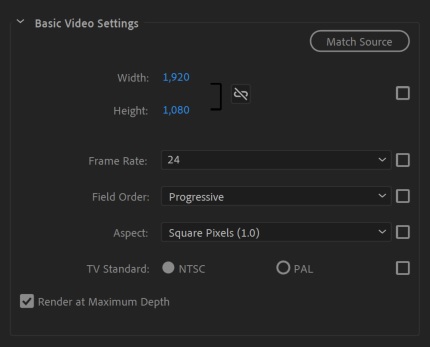 Basic Video Settings
Match Source
Width: 1,920
Height: 1,080
Frame Rate: 24
Field Order: Progressive
Aspect: Square Pixels (1.0)
TV Standard: NTSC PAL
Render at Maximum Depth